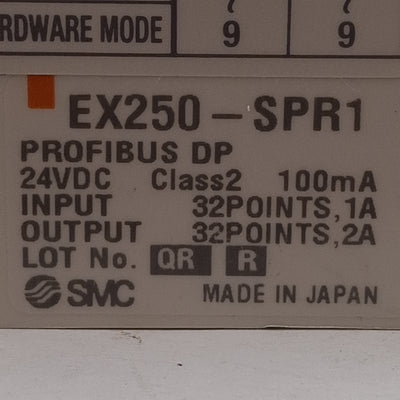 RDWARE MODE
9 9
EX250-SPR1
PROFIBUS DP
24VDC Class2 100mA
INPUT 32POINTS,1A
OUTPUT 32POINTS,2A
LOT No. QR R
SMC MADE IN JAPAN